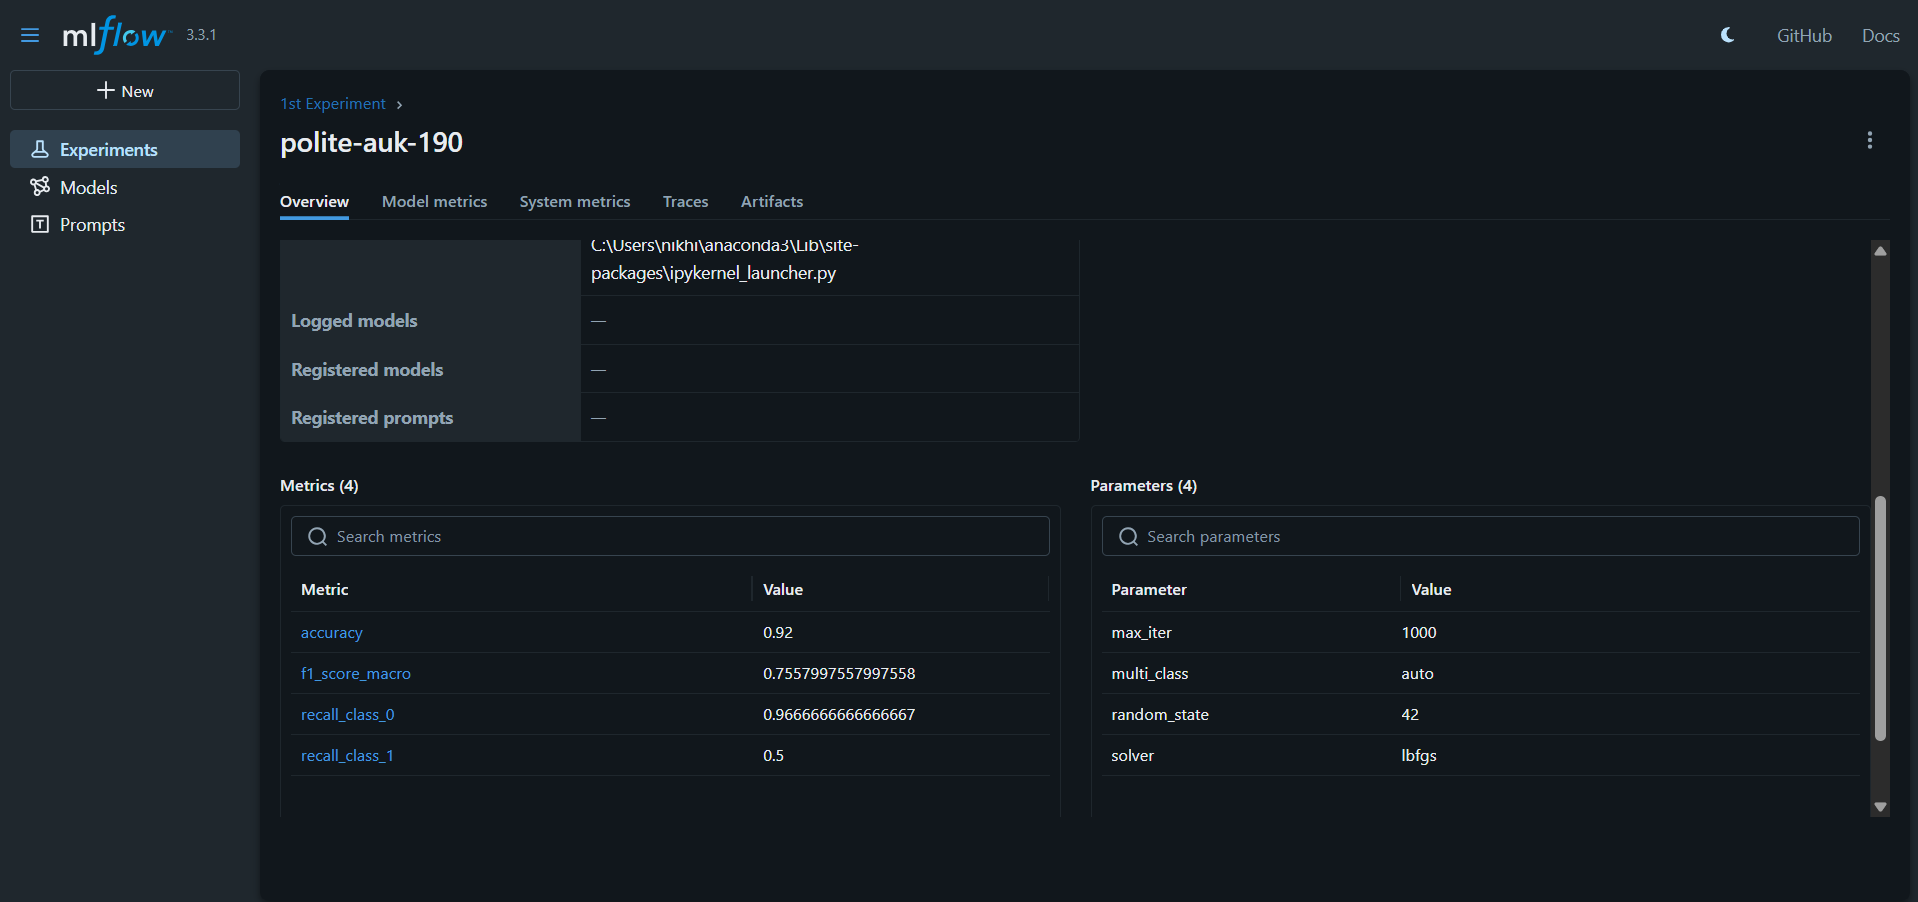 mlflow™ 3.3.1
GitHub Docs
New
Experiments
Models
Prompts
1st Experiment
polite-auk-190
Overview Model metrics System metrics Traces Artifacts
C:\Users\nikhi\anaconda3\Lib\site-
packages\ipykernel_launcher.py
Logged models —
Registered models —
Registered prompts —
Metrics (4)
Search metrics
Metric Value
accuracy 0.92
f1_score_macro 0.7557997557997558
recall_class_0 0.9666666666666667
recall_class_1 0.5
Parameters (4)
Search parameters
Parameter Value
max_iter 1000
multi_class auto
random_state 42
solver lbfgs